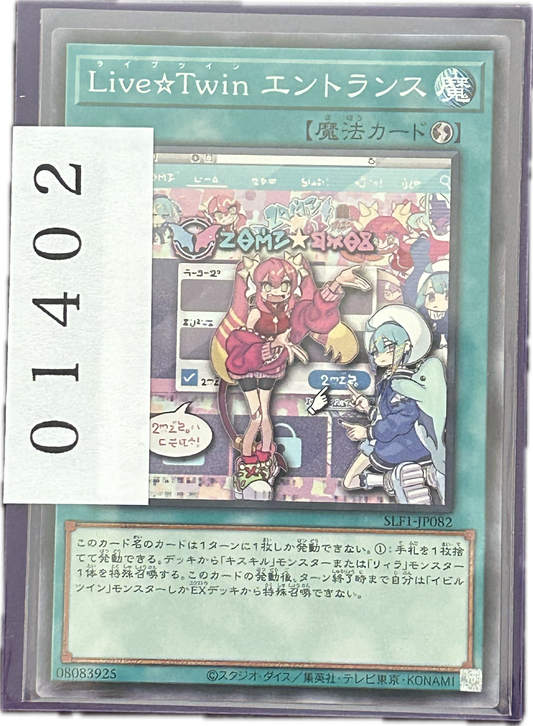 ライブツイン
Live☆Twin エントランス 魔
【魔法カード】
01402
SLF1-JP082
このカード名のカードは1ターンに1枚しか発動できない。①:手札を1枚捨
てて発動できる。デッキから「キスキル」モンスターまたは「リィラ」モンスター
1体を特殊召喚する。このカードの発動後、ターン終了時まで自分は「イビル
ツイン」モンスターしかEXデッキから特殊召喚できない。
08083925
©スタジオ・ダイス/集英社・テレビ東京・KONAMI